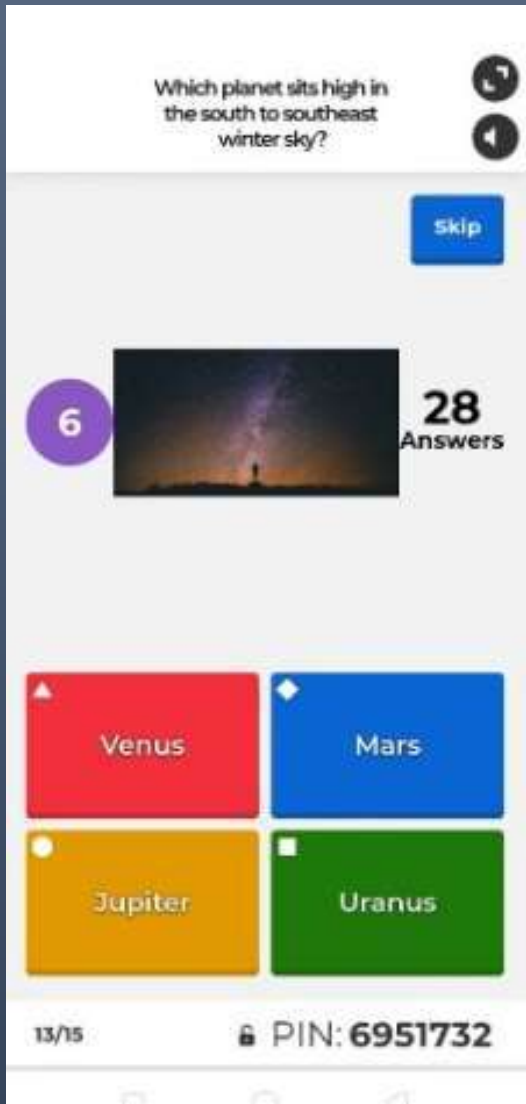 Which planet sits high in
the south to southeast
winter sky?
Skip
6
28
Answers
Venus
Mars
Jupiter
Uranus
13/15
PIN: 6951732